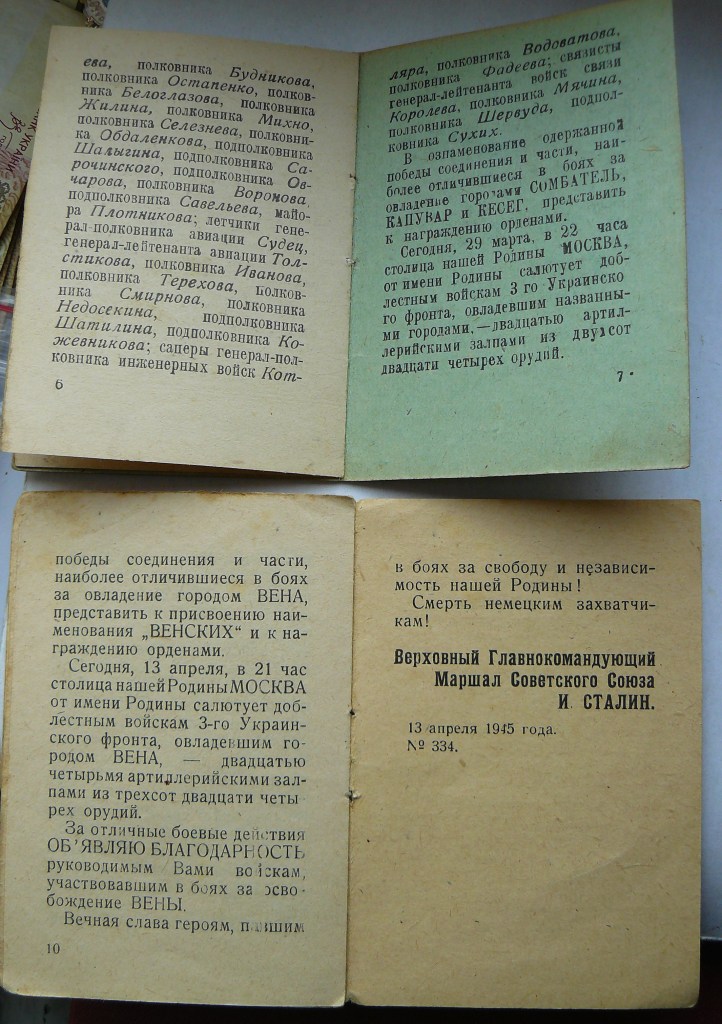 ева, полковника Будникова,
полковника Остапенко, полков-
ника Белоглазова, полковника
Жилина, полковника Михно,
полковника Селезнева, полковни-
ка Обдаленкова, подполковника
Шалыгина, подполковника Са-
рочинского, подполковника Ов-
чарова, полковника Воронова,
подполковника Савельева, майо-
ра Плотникова; летчики гене-
рал-полковника авиации Судец,
генерал-лейтенанта авиации Тол-
стикова, полковника Иванова,
полковника Терехова, полков-
ника Смирнова, полковника
Недосекина, подполковника
Шатилина, подполковника Ко-
жевникова; саперы генерал-пол-
ковника инженерных войск Кот-
6
ляра, полковника Водоватова,
полковника Фадеева; связисты
генерал-лейтенанта войск связи
Королева, полковника Мячина,
полковника Шервуда, подпол-
ковника Сухих.
В ознаменование одержанной
победы соединения и части, наи-
более отличившиеся в боях за
овладение городами СОМБАТЕЛЬ,
КАПУВАР и КЕСЕГ, представить
к награждению орденами.
Сегодня, 29 марта, в 22 часа
столица нашей Родины МОСКВА,
от имени Родины салютует доб-
лестным войскам 3 го Украинско
го фронта, овладевшим названны-
ми городами,—двадцатью артил-
лерийскими залпами из двухсот
двадцати четырех орудий.
7
победы соединения и части,
наиболее отличившиеся в боях
за овладение городом ВЕНА,
представить к присвоению наи-
менования „ВЕНСКИХ“ и к на-
граждению орденами.
Сегодня, 13 апреля, в 21 час
столица нашей Родины МОСКВА
от имени Родины салютует доб-
лестным войскам 3-го Украин-
ского фронта, овладевшим го-
родом ВЕНА, — двадцатью
четырьмя артиллерийскими зал-
пами из трехсот двадцати четы
рех орудий.
За отличные боевые действия
ОБ'ЯВЛЯЮ БЛАГОДАРНОСТЬ
руководимым Вами войскам,
участвовавшим в боях за осво-
бождение ВЕНЫ.
Вечная слава героям, павшим
10
в боях за свободу и независи-
мость нашей Родины!
Смерть немецким захватчи-
кам!
Верховный Главнокомандующий
Маршал Советского Союза
И. СТАЛИН.
13 апреля 1945 года.
№ 334.